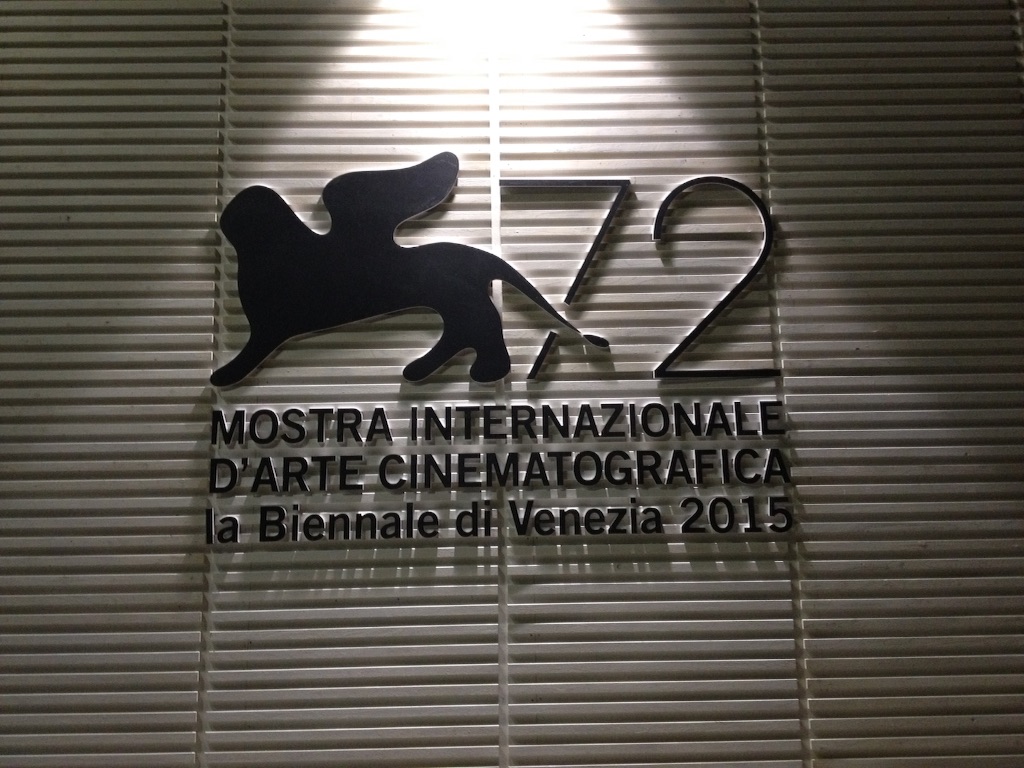 72
MOSTRA INTERNAZIONALE
D'ARTE CINEMATOGRAFICA
la Biennale di Venezia 2015